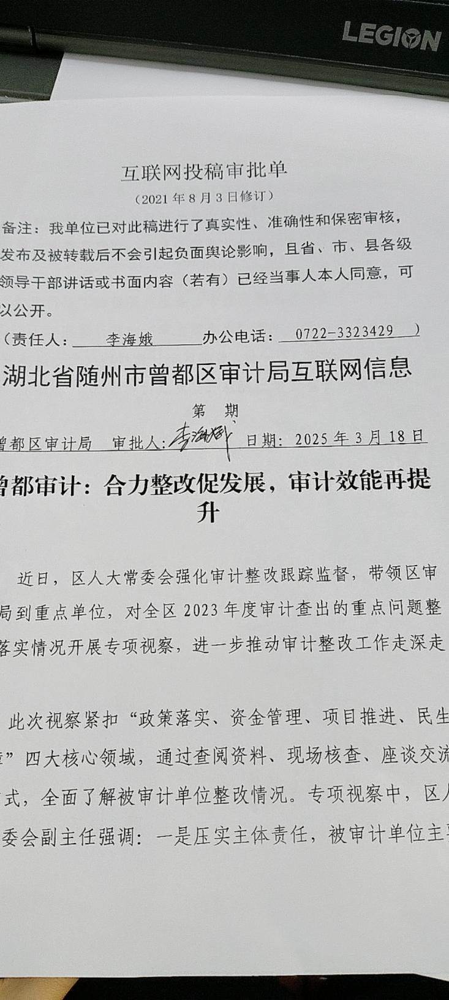 LEGION
互联网投稿审批单
（2021 年 8 月 3 日修订）
备注：我单位已对此稿进行了真实性、准确性和保密审核，
发布及被转载后不会引起负面舆论影响，且省、市、县各级
领导干部讲话或书面内容（若有）已经当事人本人同意，可
以公开。
（责任人： 李海娥 办公电话： 0722-3323429 ）
湖北省随州市曾都区审计局互联网信息
第 期
曾都区审计局 审批人：李海娥 日期：2025 年 3 月 18 日
曾都审计：合力整改促发展，审计效能再提
升
近日，区人大常委会强化审计整改跟踪监督，带领区审
局到重点单位，对全区 2023 年度审计查出的重点问题整
落实情况开展专项视察，进一步推动审计整改工作走深走
此次视察紧扣“政策落实、资金管理、项目推进、民生
”四大核心领域，通过查阅资料、现场核查、座谈交流
式，全面了解被审计单位整改情况。专项视察中，区人
委会副主任强调：一是压实主体责任，被审计单位主要